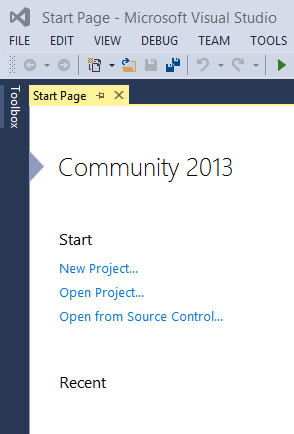 Start Page - Microsoft Visual Studio
FILE EDIT VIEW DEBUG TEAM TOOLS
Toolbox
Start Page
Community 2013
Start
New Project...
Open Project...
Open from Source Control...
Recent